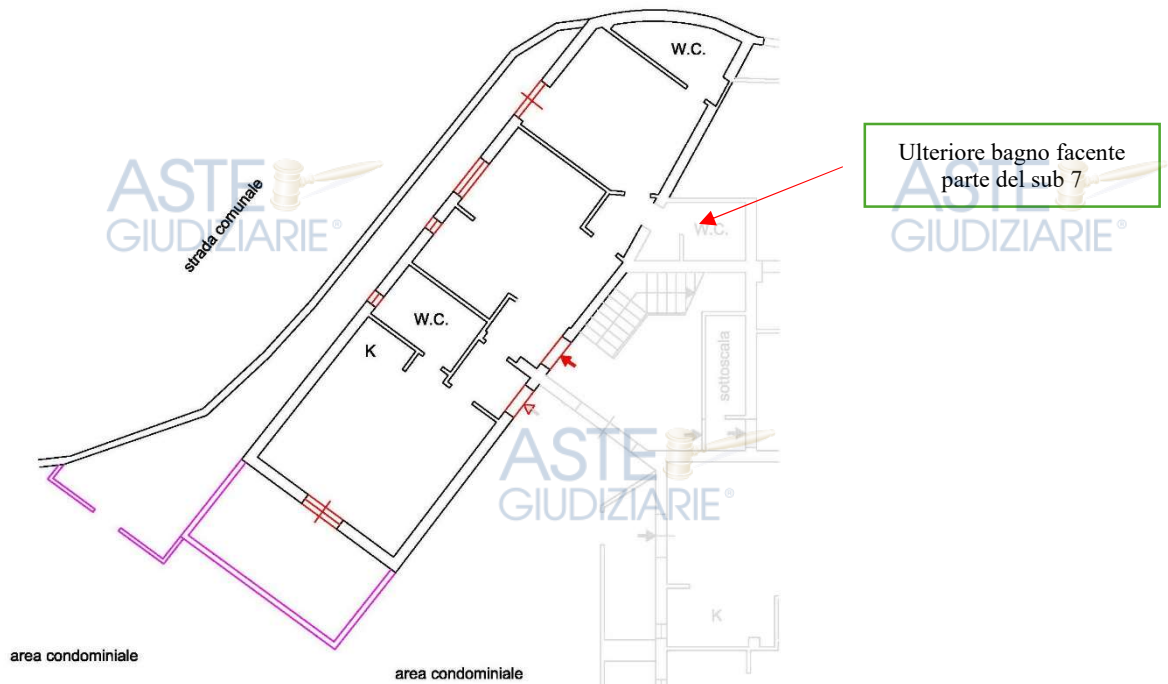 W.C.
Ulteriore bagno facente
parte del sub 7
ASTE
GIUDIZIARIE®
strada comunale
ASTE
GIUDIZIARIE®
W.C.
W.C.
K
sottoscala
ASTE
GIUDIZIARIE®
K
area condominiale
area condominiale